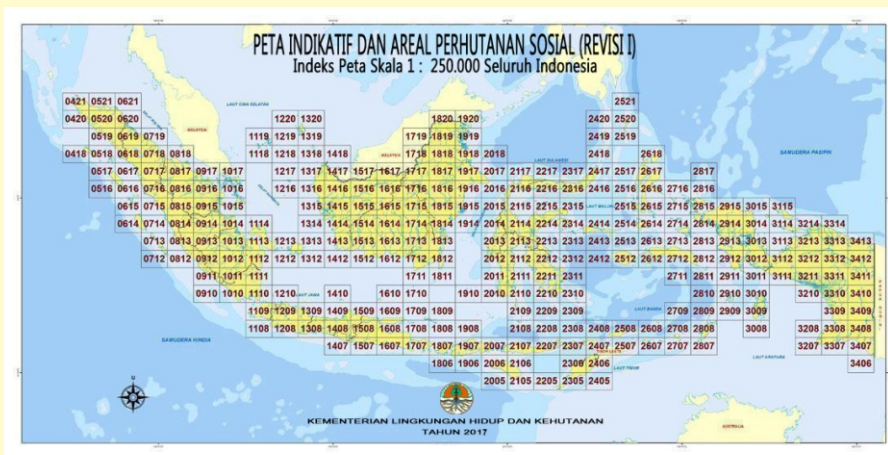 PETA INDIKATIF DAN AREAL PERHUTANAN SOSIAL (REVISI I)
Indeks Peta Skala 1 : 250.000 Seluruh Indonesia
0421 0521 0621 2521
LAUT CINA SELATAN
0420 0520 0620 1220 1320 1820 1920 2420 2520
0519 0619 0719 1119 1219 1319 1719 1819 1919 2419 2519
MALAYSIA
0418 0518 0618 0718 0818 1118 1218 1318 1418 1718 1818 1918 2018 2418 2618
SAMUDERA PASIFIK
LAUT SULAWESI
0517 0617 0717 0817 0917 1017 1217 1317 1417 1517 1617 1717 1817 1917 2017 2117 2217 2317 2417 2517 2617 2817
0516 0616 0716 0816 0916 1016 1216 1316 1416 1516 1616 1716 1816 1916 2016 2116 2216 2316 2416 2516 2616 2716 2816
0615 0715 0815 0915 1015 1315 1415 1515 1615 1715 1815 1915 2015 2115 2215 2315 2515 2615 2715 2815 2915 3015 3115
0614 0714 0814 0914 1014 1114 1314 1414 1514 1614 1714 1814 1914 2014 2114 2214 2314 2414 2514 2614 2714 2814 2914 3014 3114 3214 3314
0713 0813 0913 1013 1113 1213 1313 1413 1513 1613 1713 1813 2013 2113 2213 2313 2413 2513 2613 2713 2813 2913 3013 3113 3213 3313 3413
0712 0812 0912 1012 1112 1212 1312 1412 1512 1612 1712 1812 2012 2112 2212 2312 2412 2512 2612 2712 2812 2912 3012 3112 3212 3312 3412
0911 1011 1111 1711 1811 2011 2111 2211 2311 2711 2811 2911 3011 3111 3211 3311 3411
0910 1010 1110 1210 LAUT JAWA 1410 1610 1710 1910 2010 2110 2210 2310 2810 2910 3010 3210 3310 3410
1109 1209 1309 1409 1509 1609 1709 1809 2109 2209 2309 LAUT BANDA 2709 2809 2909 3009 3309 3409
1108 1208 1308 1408 1508 1608 1708 1808 1908 2108 2208 2308 2408 2508 2608 2708 2808 3008 3208 3308 3408
SAMUDERA HINDIA
1407 1507 1607 1707 1807 1907 2007 2107 2207 2307 2407 2507 2607 2707 2807 3207 3307 3407
LAUT ARAFURA
1806 1906 2006 2106 2306 2406 3406
LAUT TIMOR
2005 2105 2205 2305 2405
AUSTRALIA
KEMENTERIAN LINGKUNGAN HIDUP DAN KEHUTANAN
TAHUN 2017